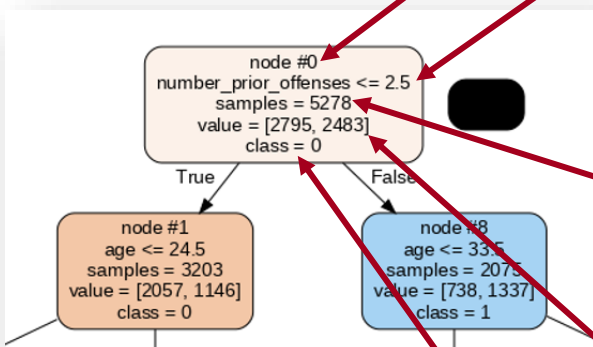 node #0
number_prior_offenses <= 2.5
samples = 5278
value = [2795, 2483]
class = 0
True
False
node #1
age <= 24.5
samples = 3203
value = [2057, 1146]
class = 0
node #8
age <= 33.5
samples = 2075
value = [738, 1337]
class = 1